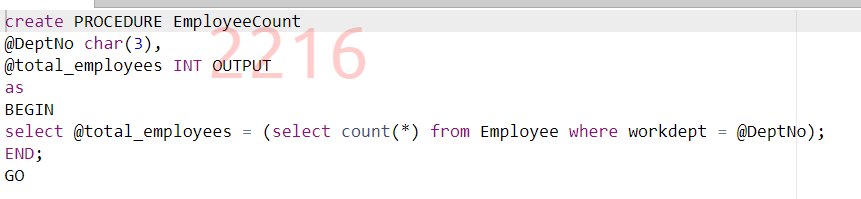 create PROCEDURE EmployeeCount
@DeptNo char(3),
2216
@total_employees INT OUTPUT
as
BEGIN
select @total_employees = (select count(*) from Employee where workdept = @DeptNo);
END;
GO